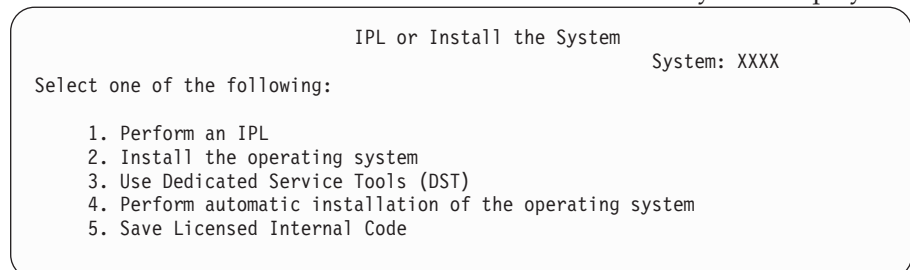 IPL or Install the System
System: XXXX
Select one of the following:
1. Perform an IPL
2. Install the operating system
3. Use Dedicated Service Tools (DST)
4. Perform automatic installation of the operating system
5. Save Licensed Internal Code